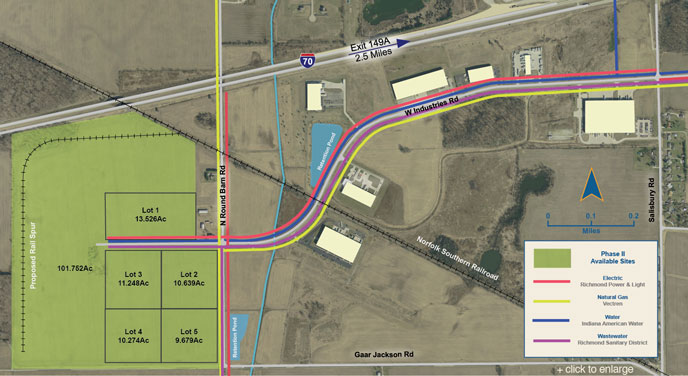 Exit 149A
2.5 Miles
70
W Industries Rd
Retention Pond
N Round Barn Rd
Lot 1
13.526Ac
Proposed Rail Spur
101.752Ac
Lot 3
11.248Ac
Lot 2
10.639Ac
Lot 4
10.274Ac
Lot 5
9.679Ac
Retention Pond
Norfolk Southern Railroad
Gaar Jackson Rd
Salisbury Rd
0
0.1
0.2
Miles
Phase II
Available Sites
Electric
Richmond Power & Light
Natural Gas
Vectren
Water
Indiana American Water
Wastewater
Richmond Sanitary District
+ click to enlarge